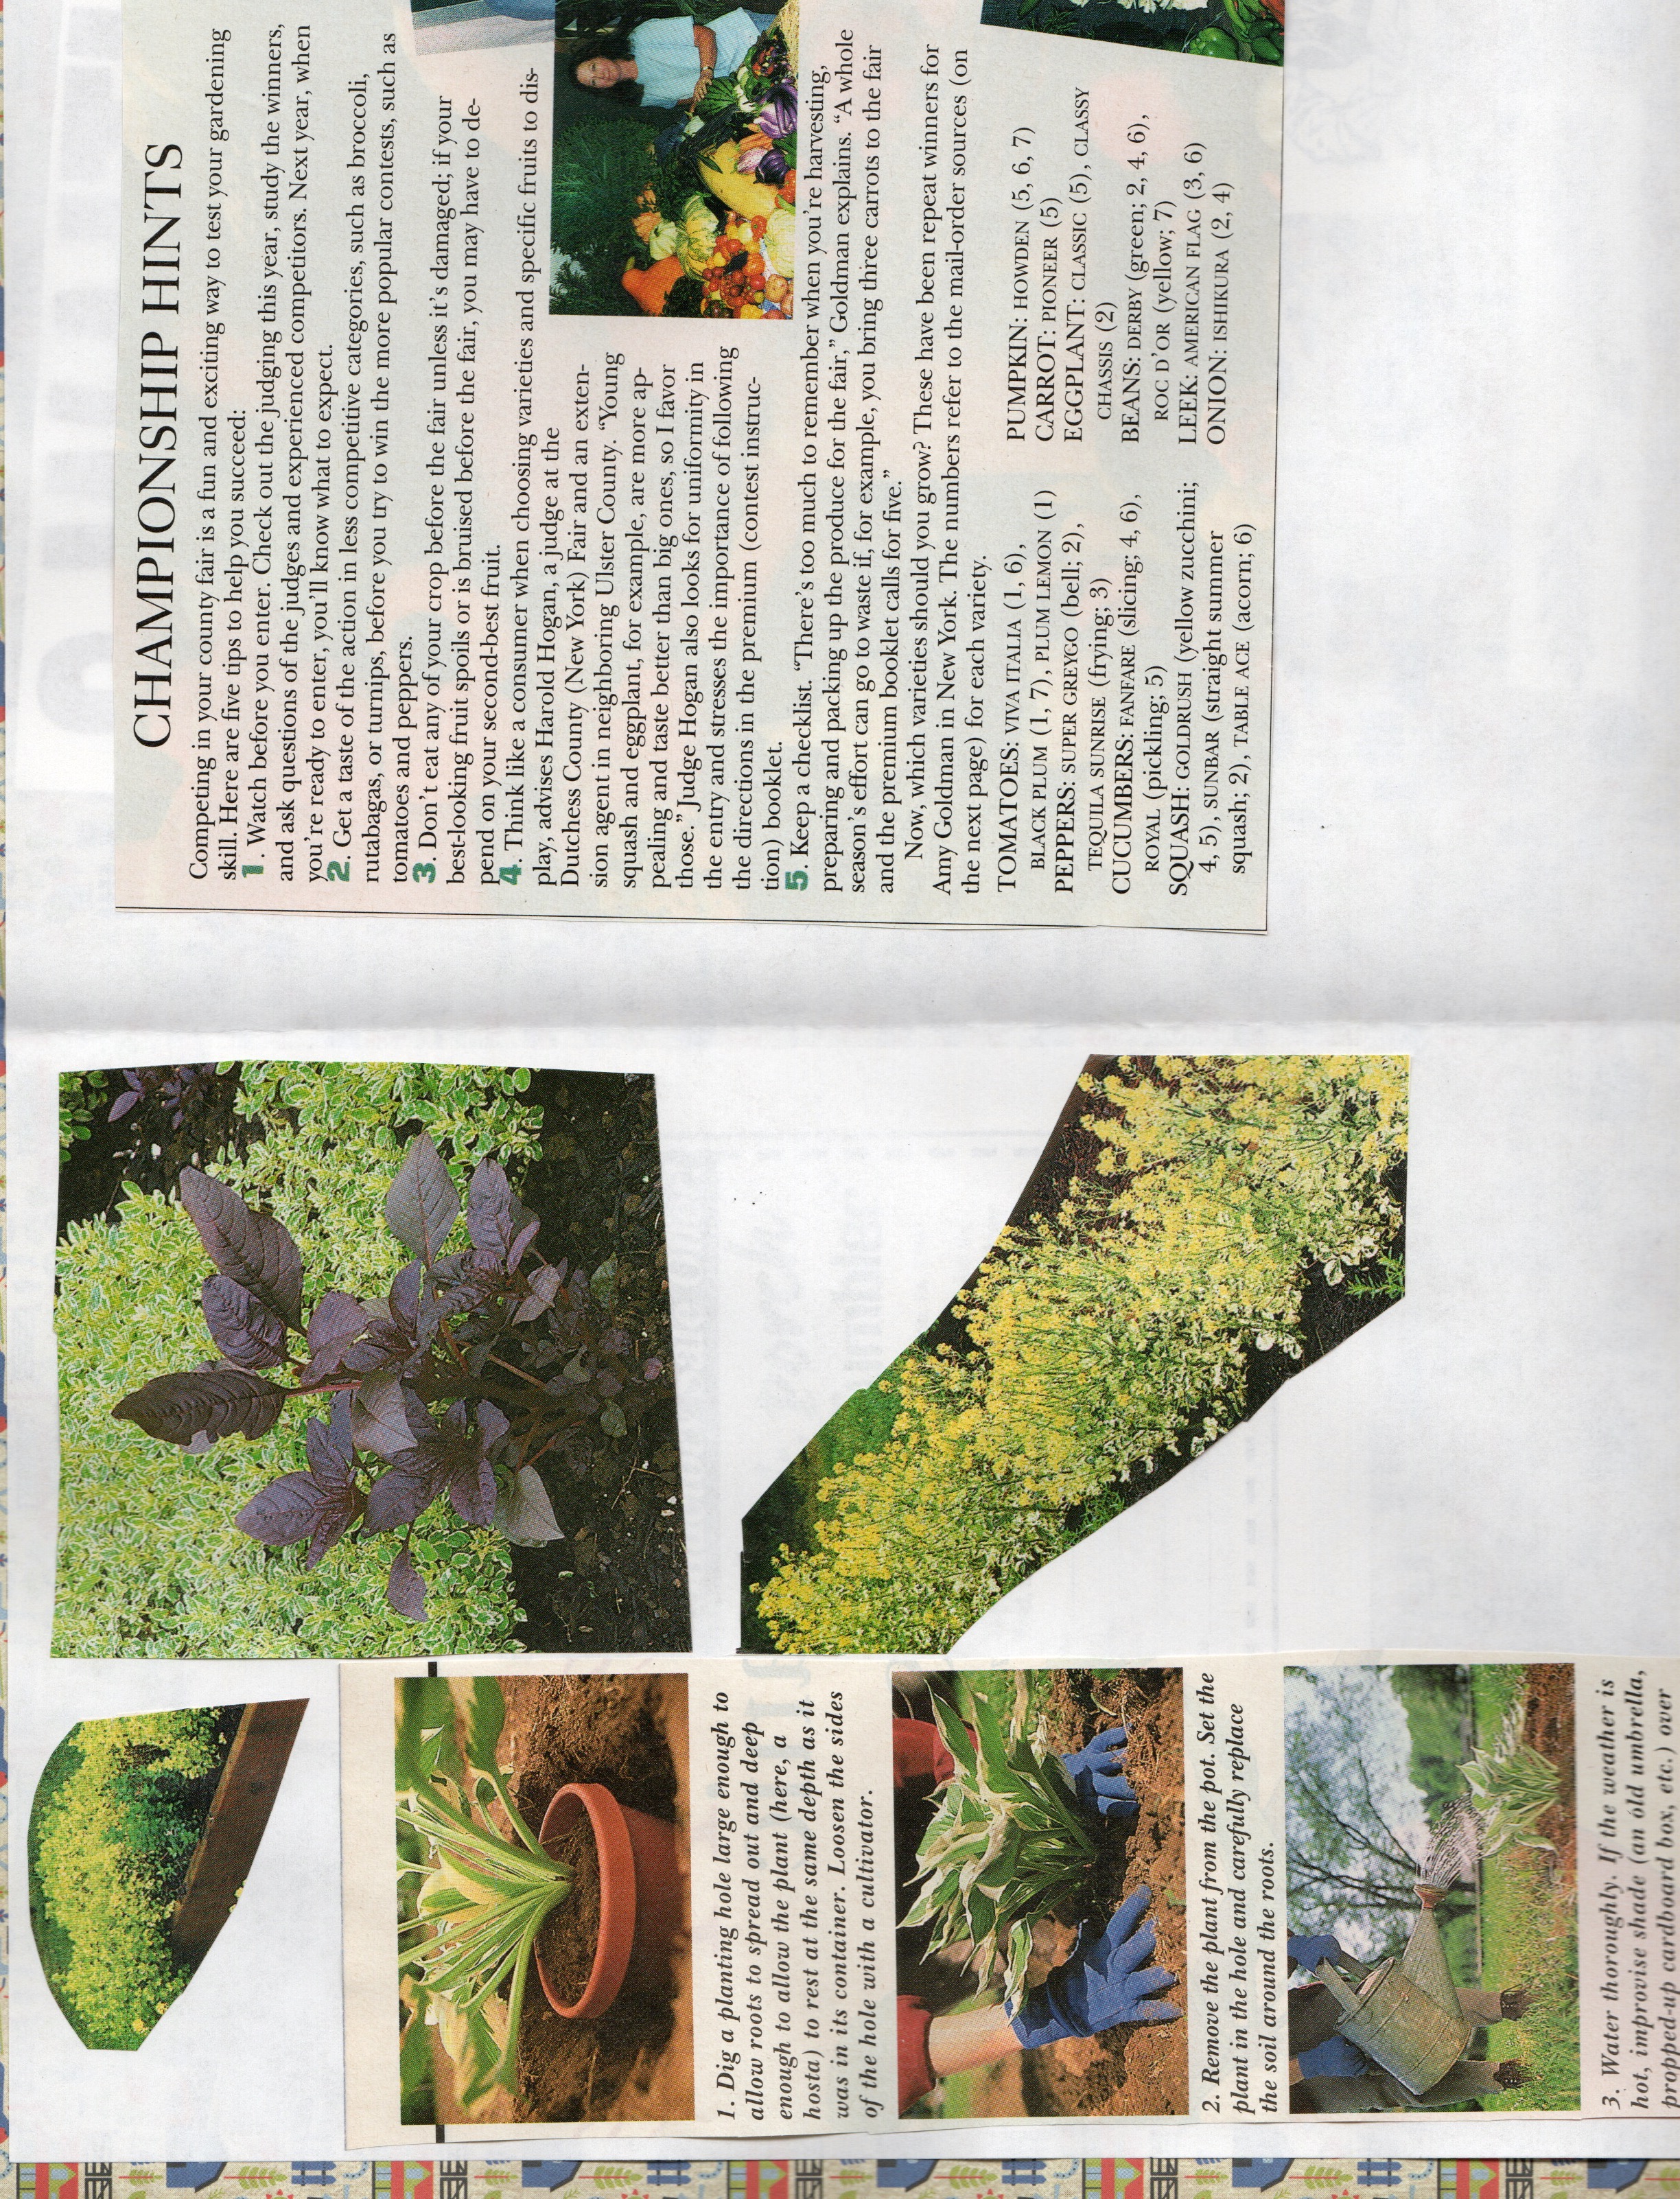 CHAMPIONSHIP HINTS
Competing in your county fair is a fun and exciting way to test your gardening
skill. Here are five tips to help you succeed:
1. Watch before you enter. Check out the judging this year, study the winners,
and ask questions of the judges and experienced competitors. Next year, when
you're ready to enter, you'll know what to expect.
2. Get a taste of the action in less competitive categories, such as broccoli,
rutabagas, or turnips, before you try to win the more popular contests, such as
tomatoes and peppers.
3. Don't eat any of your crop before the fair unless it's damaged; if your
best-looking fruit spoils or is bruised before the fair, you may have to de-
pend on your second-best fruit.
4. Think like a consumer when choosing varieties and specific fruits to dis-
play, advises Harold Hogan, a judge at the
Dutchess County (New York) Fair and an exten-
sion agent in neighboring Ulster County. "Young
squash and eggplant, for example, are more ap-
pealing and taste better than big ones, so I favor
those." Judge Hogan also looks for uniformity in
the entry and stresses the importance of following
the directions in the premium (contest instruc-
tion) booklet.
5. Keep a checklist. "There's too much to remember when you're harvesting,
preparing and packing up the produce for the fair," Goldman explains. "A whole
season's effort can go to waste if, for example, you bring three carrots to the fair
and the premium booklet calls for five."
Now, which varieties should you grow? These have been repeat winners for
Amy Goldman in New York. The numbers refer to the mail-order sources (on
the next page) for each variety.
TOMATOES: VIVA ITALIA (1, 6),
BLACK PLUM (1, 7), PLUM LEMON (1)
PEPPERS: SUPER GREYGO (bell; 2),
TEQUILA SUNRISE (frying; 3)
CUCUMBERS: FANFARE (slicing; 4, 6),
ROYAL (pickling; 5)
SQUASH: GOLDRUSH (yellow zucchini;
4, 5), SUNBAR (straight summer
squash; 2), TABLE ACE (acorn; 6)
PUMPKIN: HOWDEN (5, 6, 7)
CARROT: PIONEER (5)
EGGPLANT: CLASSIC (5), CLASSY
CHASSIS (2)
BEANS: DERBY (green; 2, 4, 6),
ROC D'OR (yellow; 7)
LEEK: AMERICAN FLAG (3, 6)
ONION: ISHIKURA (2, 4)
1. Dig a planting hole large enough to
allow roots to spread out and deep
enough to allow the plant (here, a
hosta) to rest at the same depth as it
was in its container. Loosen the sides
of the hole with a cultivator.
2. Remove the plant from the pot. Set the
plant in the hole and carefully replace
the soil around the roots.
3. Water thoroughly. If the weather is
hot, improvise shade (an old umbrella,
propped-up cardboard box, etc.) over